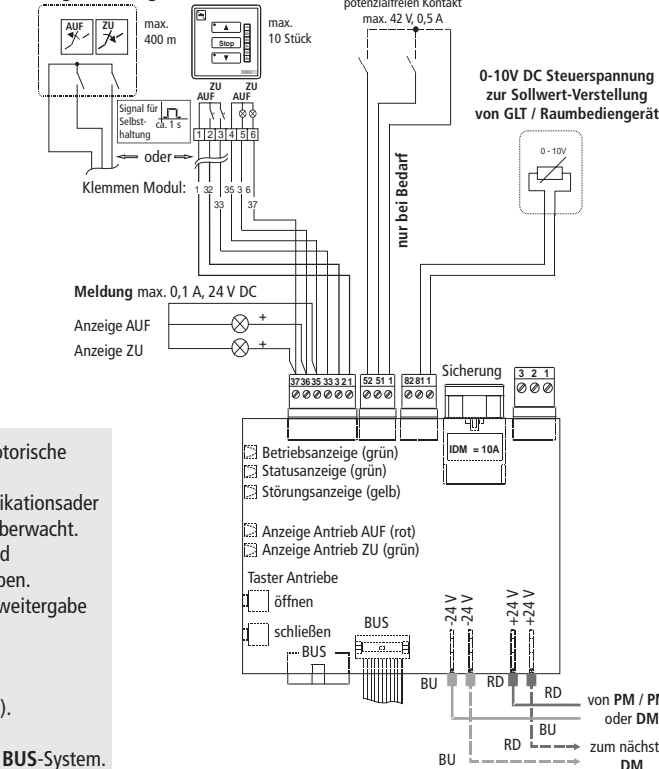 potenzialfreien Kontakt
max. 42 V, 0,5 A
AUF ZU
max.
400 m
Stop
max.
10 Stück
0-10V DC Steuerspannung
zur Sollwert-Verstellung
von GLT / Raumbediengerät
0 - 10V
ZU ZU
AUF AUF
Signal für
Selbst-
haltung
ca. 1 s
1 2 3 4 5 6
oder
Klemmen Modul: 1 32 35 3 6
33 37
nur bei Bedarf
Meldung max. 0,1 A, 24 V DC
Anzeige AUF +
Anzeige ZU +
Sicherung
37 36 35 33 3 2 1
52 51 1
82 81 1
3 2 1
IDM = 10A
Betriebsanzeige (grün)
Statusanzeige (grün)
Störungsanzeige (gelb)
Anzeige Antrieb AUF (rot)
Anzeige Antrieb ZU (grün)
Taster Antriebe
öffnen
schließen
BUS
BUS
-24 V
-24 V
+24 V
+24 V
BU
RD
RD
von PM / PM
oder DM
BU
RD
zum nächst
DM
BU
otorische
ikationsader
berwacht.
d
ben.
weitergabe
).
BUS-System.